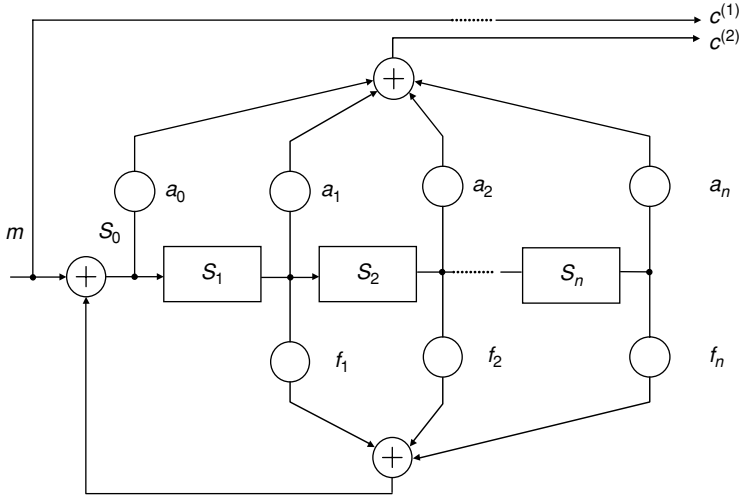 c⁽¹⁾
c⁽²⁾
+
a₀
a₁
a₂
aₙ
m
S₀
+
S₁
S₂
Sₙ
f₁
f₂
fₙ
+